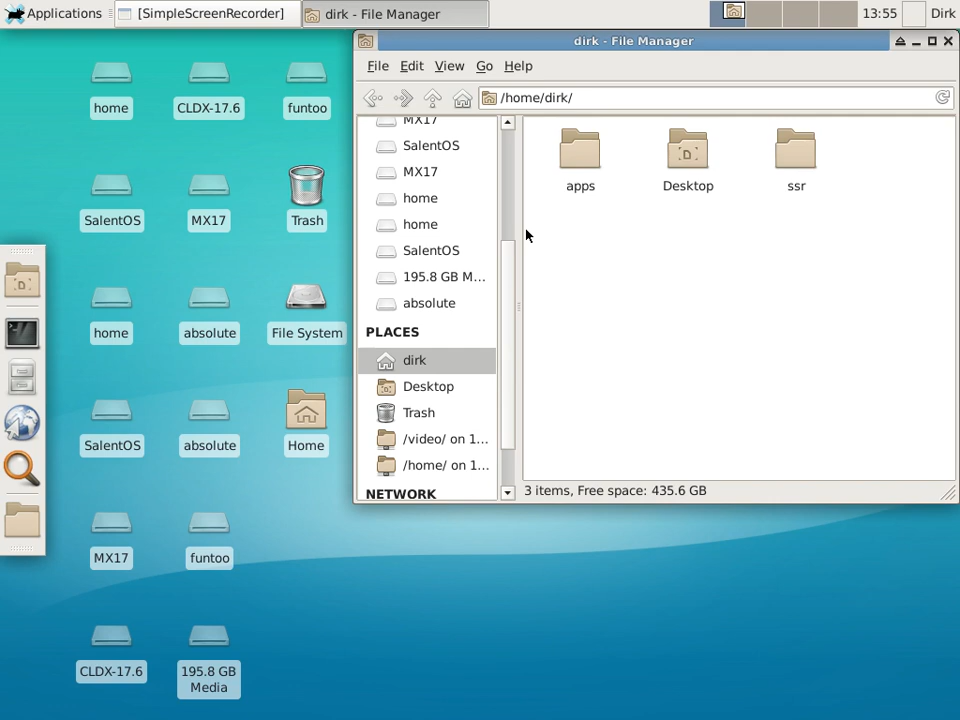 Applications
[SimpleScreenRecorder]
dirk - File Manager
13:55
Dirk
home
CLDX-17.6
funtoo
SalentOS
MX17
Trash
home
absolute
File System
SalentOS
absolute
Home
MX17
funtoo
CLDX-17.6
195.8 GB
Media
dirk - File Manager
File Edit View Go Help
/home/dirk/
MX17
SalentOS
MX17
home
home
SalentOS
195.8 GB M...
absolute
PLACES
dirk
Desktop
Trash
/video/ on 1...
/home/ on 1...
NETWORK
apps
Desktop
ssr
3 items, Free space: 435.6 GB